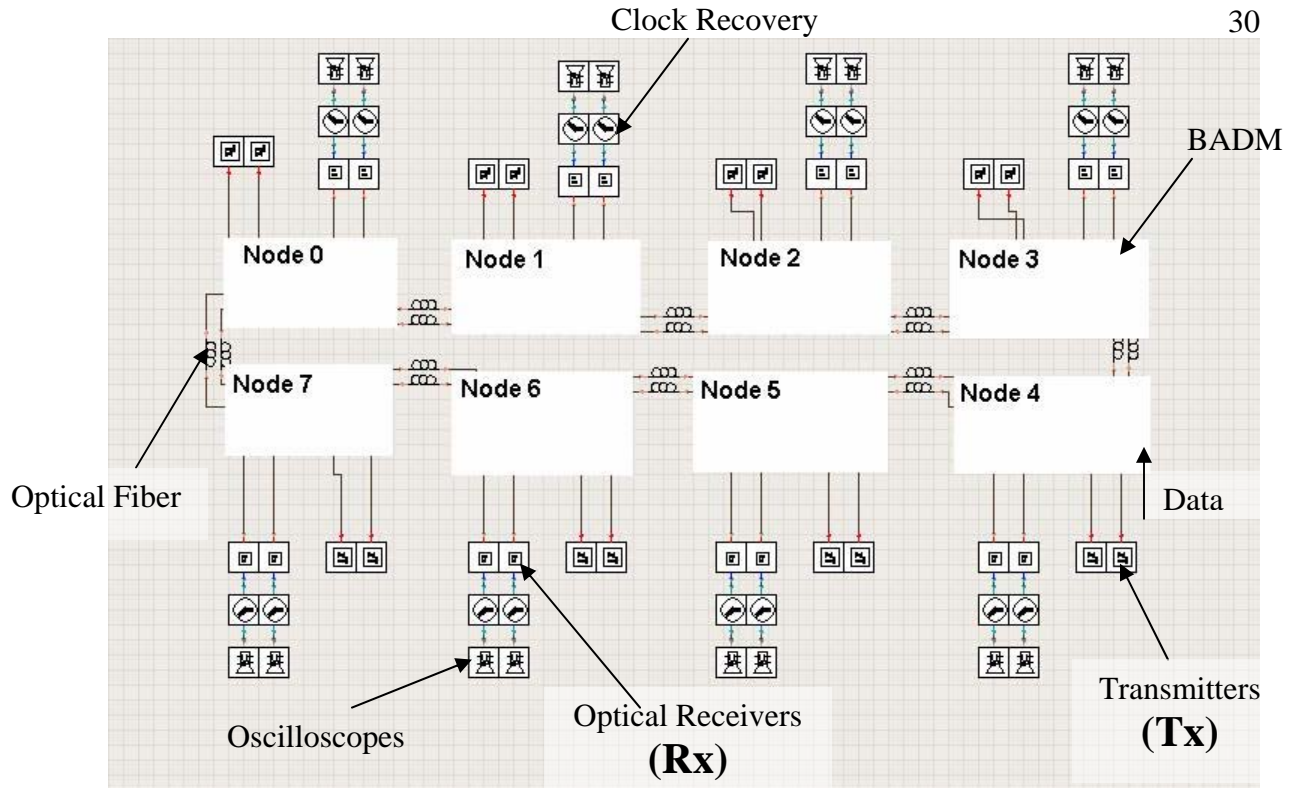 Clock Recovery
30
BADM
Node 0
Node 1
Node 2
Node 3
Node 7
Node 6
Node 5
Node 4
Optical Fiber
Data
Transmitters
(Tx)
Optical Receivers
(Rx)
Oscilloscopes